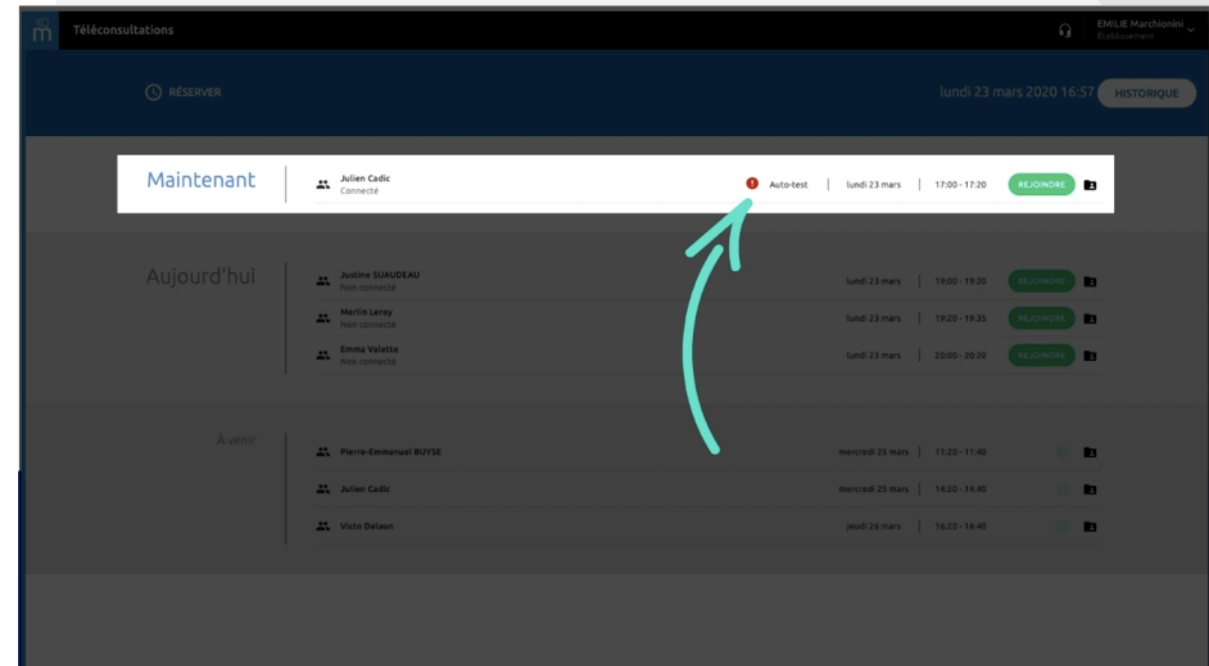 Téléconsultations
EMILIE Marchionini
Établissement
RÉSERVER
lundi 23 mars 2020 16:57
HISTORIQUE
Maintenant
Julien Cadic
Connecté
Auto-test
lundi 23 mars
17:00 - 17:20
REJOINDRE
Aujourd'hui
Justine SUAUDEAU
Non connecté
lundi 23 mars
19:00 - 19:20
REJOINDRE
Merlin Leroy
Non connecté
lundi 23 mars
19:20 - 19:35
REJOINDRE
Emma Valette
Non connecté
lundi 23 mars
20:00 - 20:20
REJOINDRE
À venir
Pierre-Emmanuel BUYSE
mercredi 25 mars
11:20 - 11:40
Julien Cadic
mercredi 25 mars
14:20 - 14:40
Victo Delaun
jeudi 26 mars
16:20 - 16:40